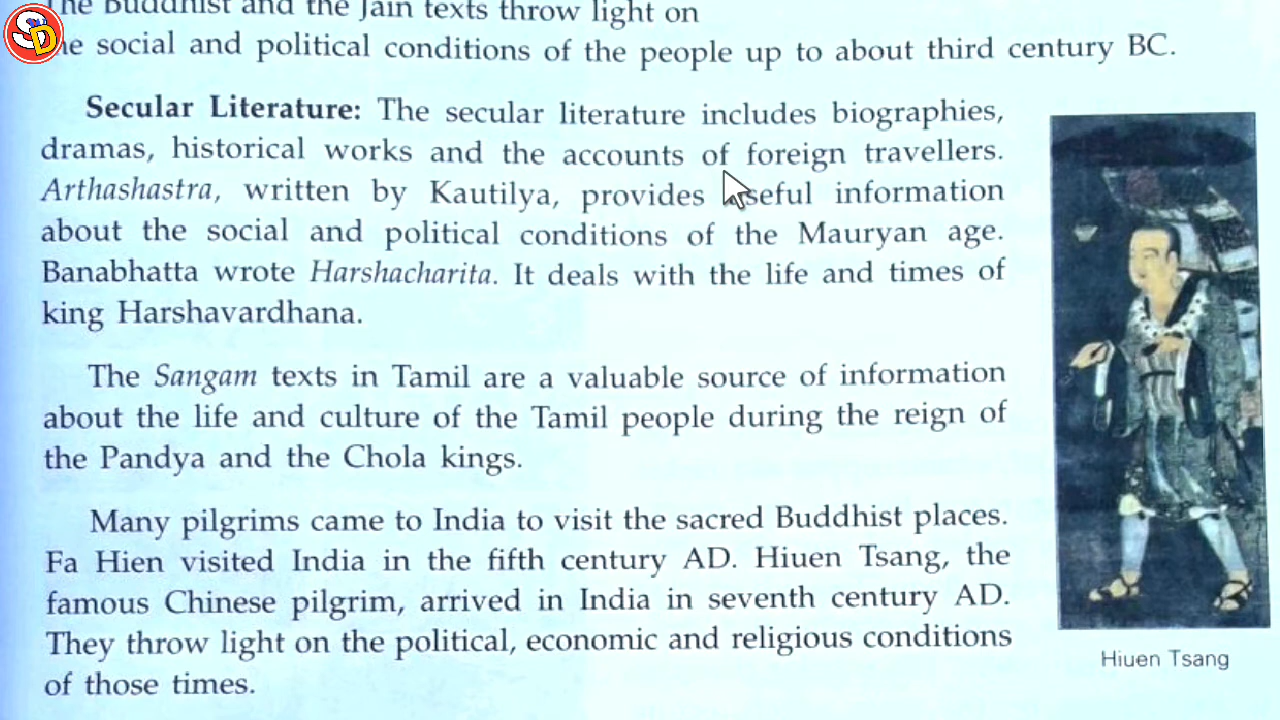 The Buddhist and the Jain texts throw light on
the social and political conditions of the people up to about third century BC.
Secular Literature: The secular literature includes biographies,
dramas, historical works and the accounts of foreign travellers.
Arthashastra, written by Kautilya, provides useful information
about the social and political conditions of the Mauryan age.
Banabhatta wrote Harshacharita. It deals with the life and times of
king Harshavardhana.
The Sangam texts in Tamil are a valuable source of information
about the life and culture of the Tamil people during the reign of
the Pandya and the Chola kings.
Many pilgrims came to India to visit the sacred Buddhist places.
Fa Hien visited India in the fifth century AD. Hiuen Tsang, the
famous Chinese pilgrim, arrived in India in seventh century AD.
They throw light on the political, economic and religious conditions
of those times.
Hiuen Tsang
SD